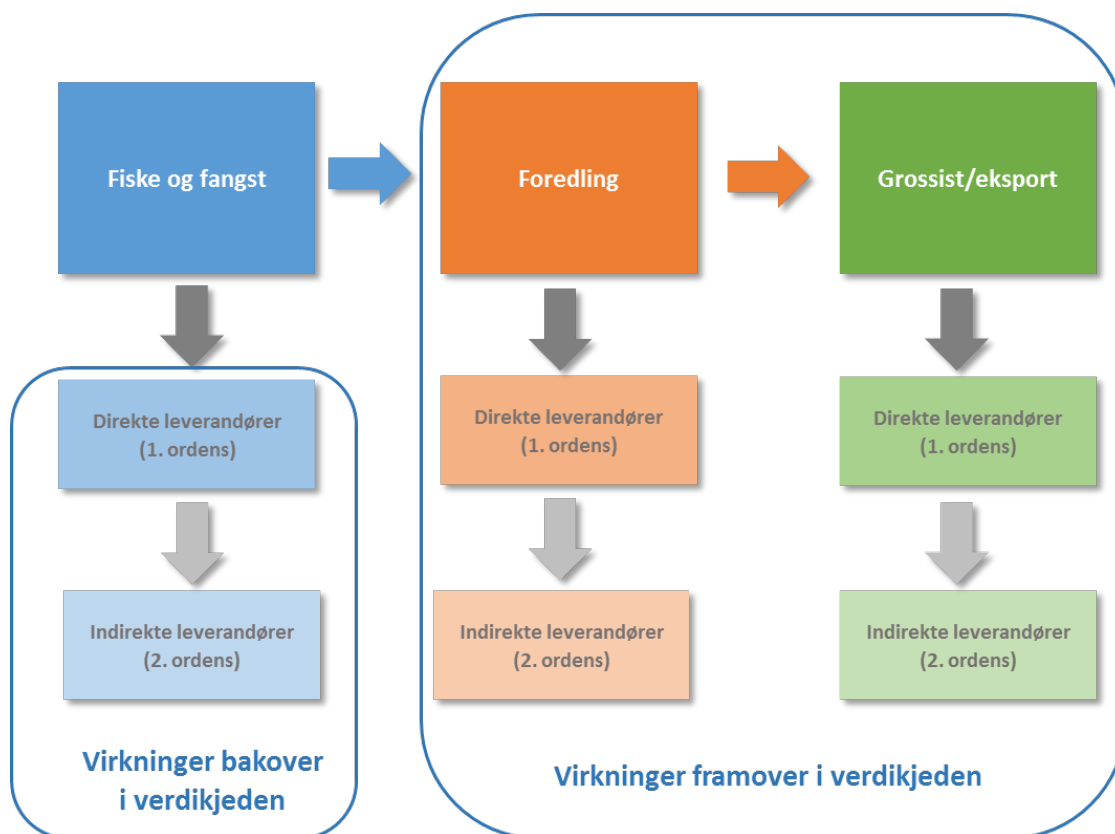 Fiske og fangst
Foredling
Grossist/eksport
Direkte leverandører
(1. ordens)
Direkte leverandører
(1. ordens)
Direkte leverandører
(1. ordens)
Indirekte leverandører
(2. ordens)
Indirekte leverandører
(2. ordens)
Indirekte leverandører
(2. ordens)
Virkninger bakover
i verdikjeden
Virkninger framover i verdikjeden